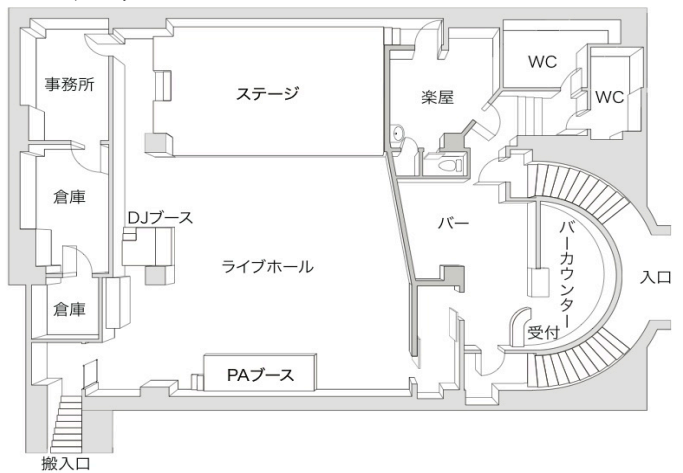 事務所
ステージ
楽屋
WC
WC
倉庫
DJブース
ライブホール
バー
バーカウンター
入口
倉庫
受付
PAブース
搬入口